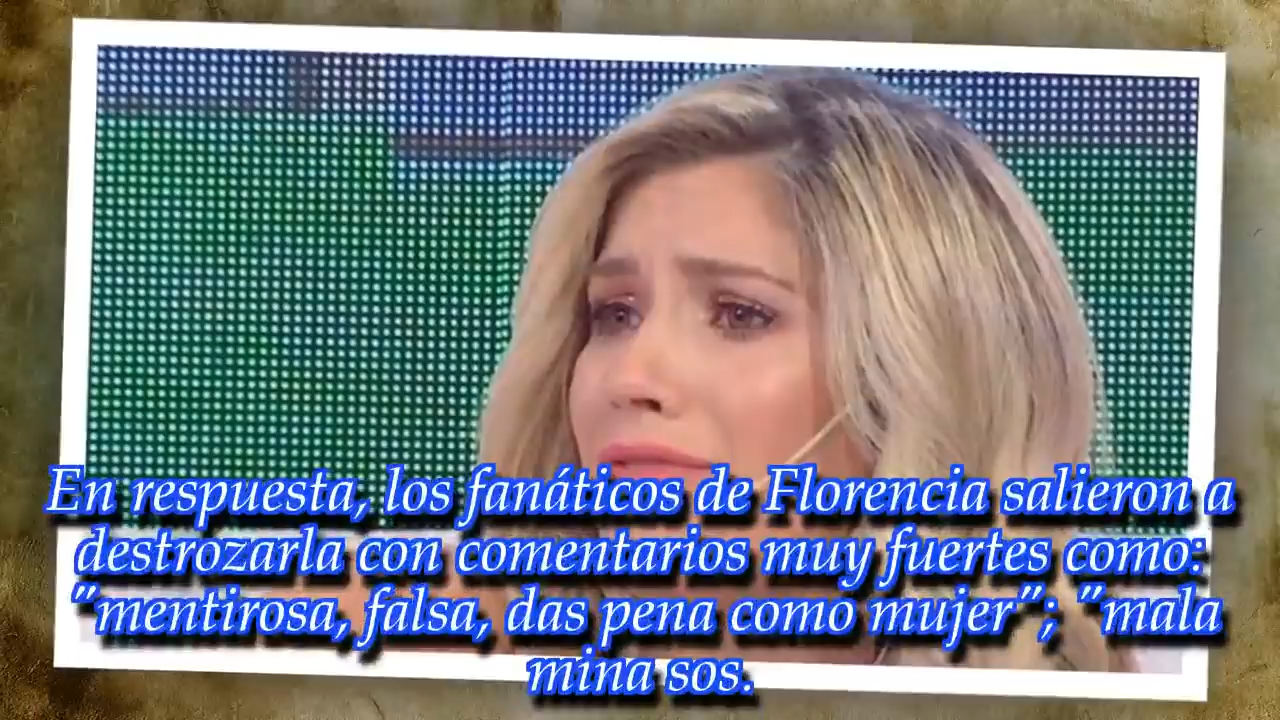 En respuesta, los fanáticos de Florencia salieron a
destrozarla con comentarios muy fuertes como:
"mentirosa, falsa, das pena como mujer"; "mala
mina sos.